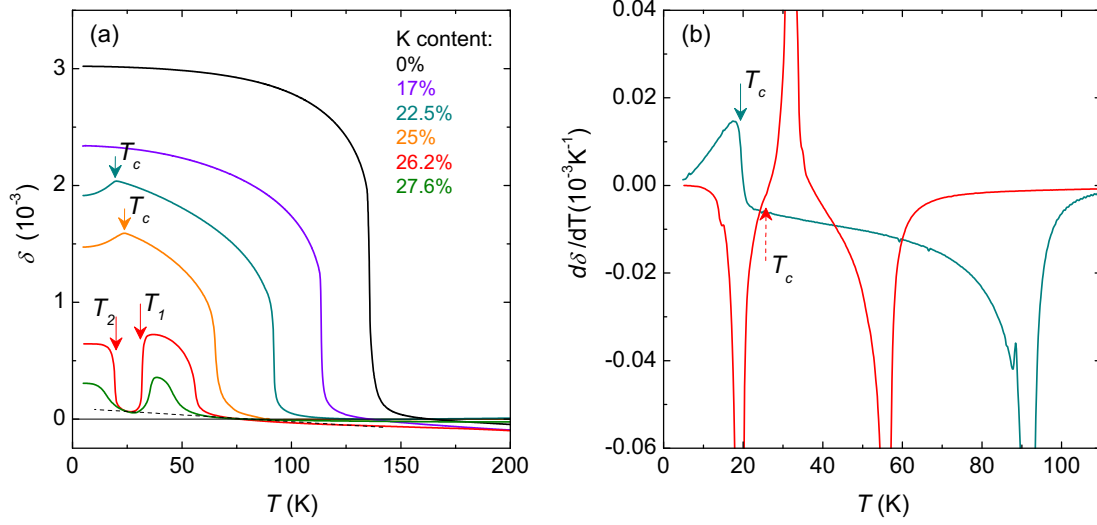 (a)
K content:
0%
17%
22.5%
25%
26.2%
27.6%
T_c
T_c
T_2
T_1
3
2
1
0
δ (10^-3)
0 50 100 150 200
T (K)
(b)
T_c
T_c
0.04
0.02
0.00
-0.02
-0.04
-0.06
dδ/dT(10^-3K^-1)
0 20 40 60 80 100
T (K)